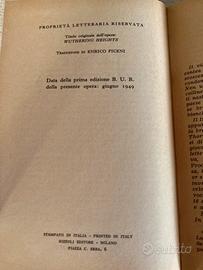 PROPRIETÀ LETTERARIA RISERVATA
Titolo originale dell'opera:
WUTHERING HEIGHTS
Traduzione di ENRICO PICENI
Data della prima edizione B. U. R.
della presente opera: giugno 1949
STAMPATO IN ITALIA - PRINTED IN ITALY
RIZZOLI EDITORE - MILANO
PIAZZA C. ERBA, 6
subito